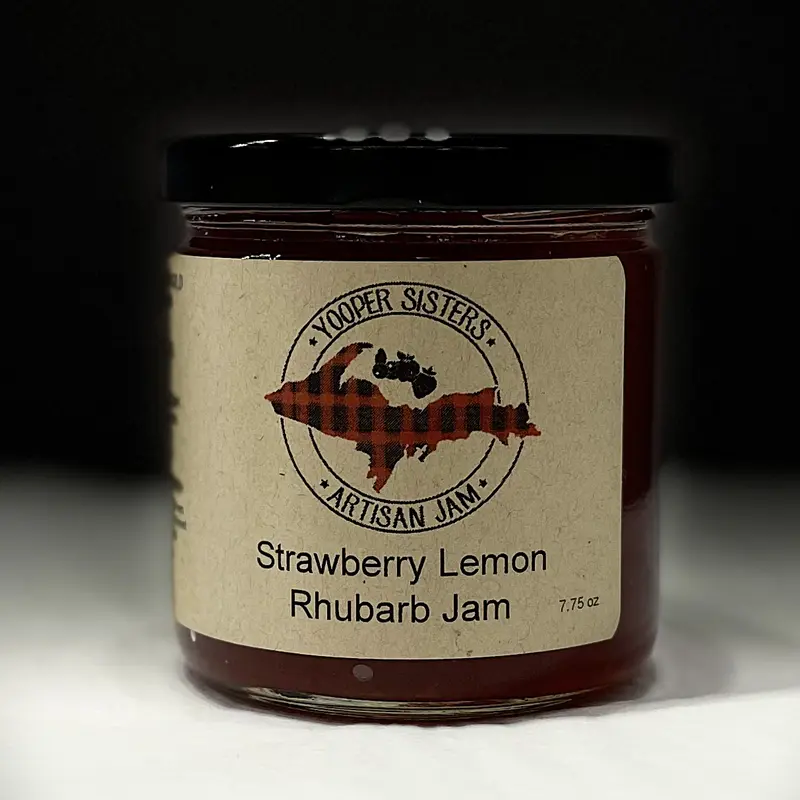 YOOPER SISTERS
ARTISAN JAM
Strawberry Lemon
Rhubarb Jam
7.75 oz